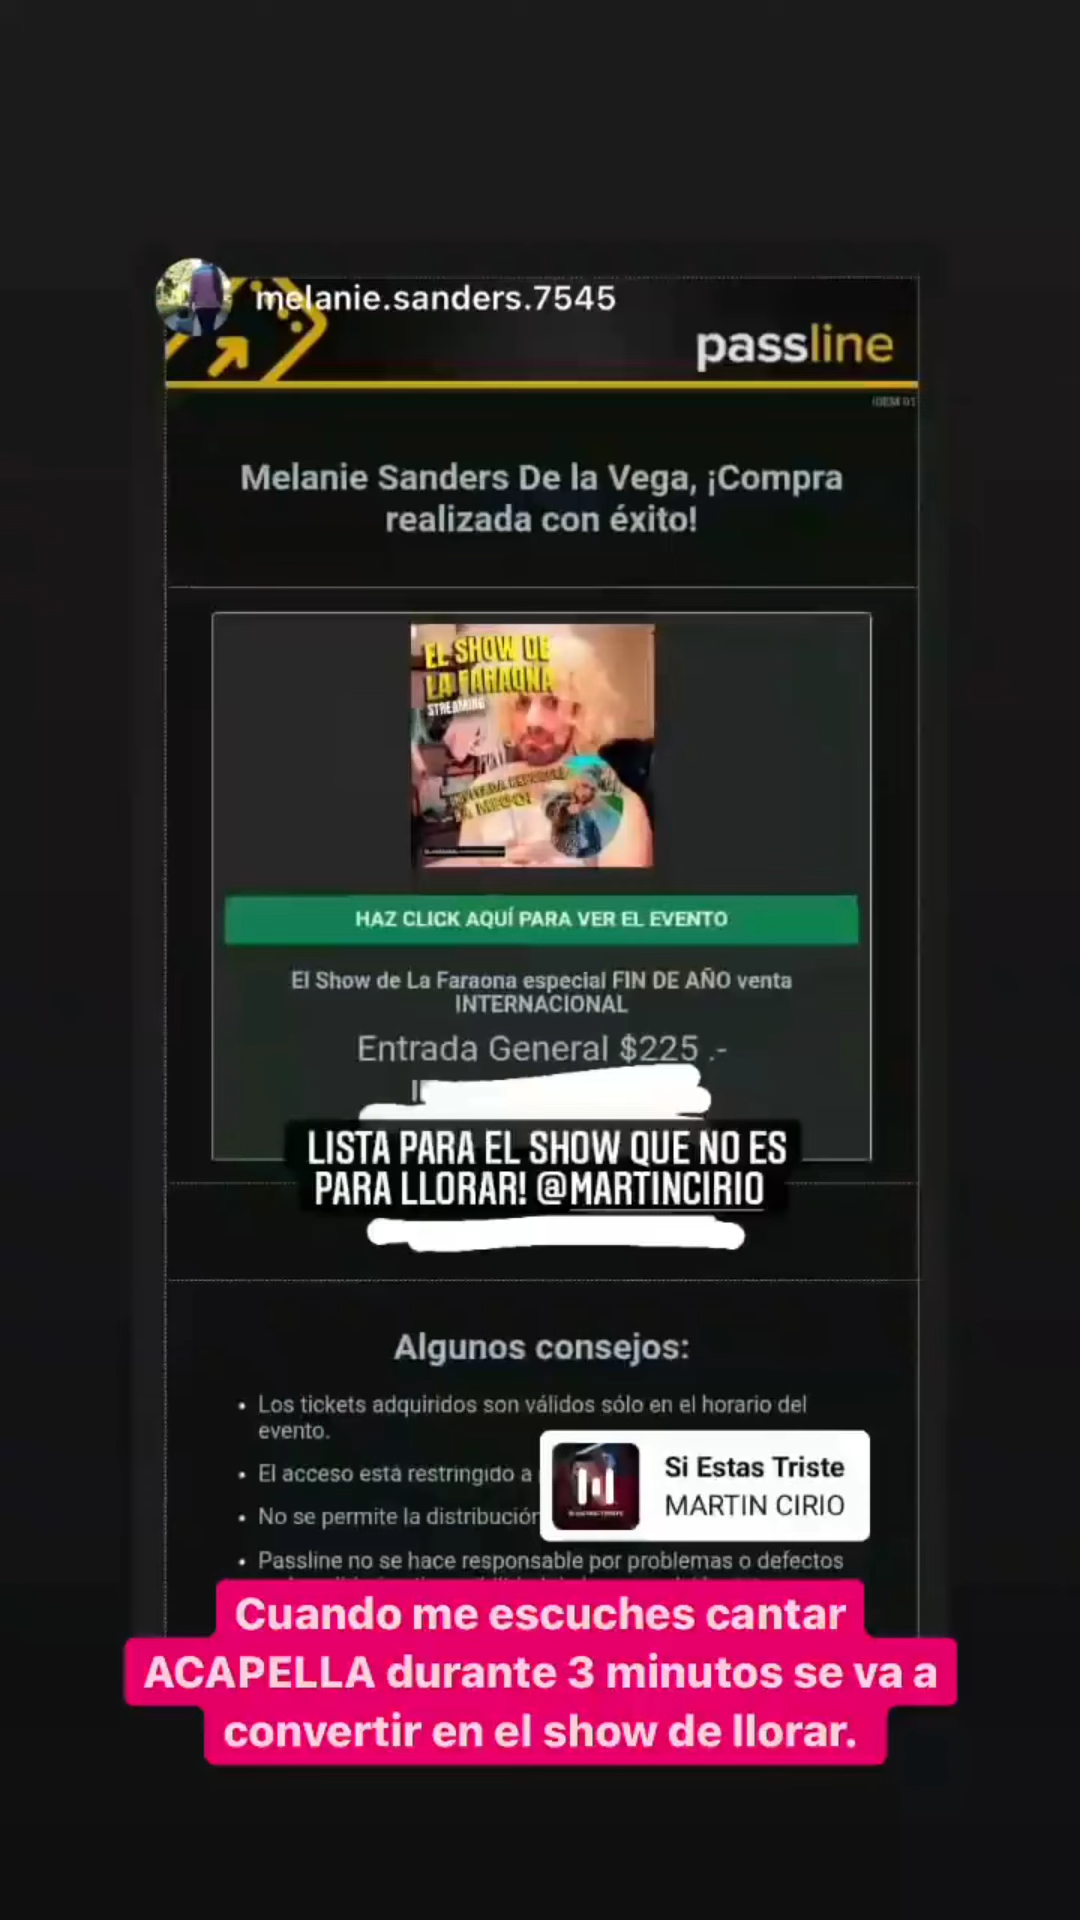 melanie.sanders.7545
passline
Melanie Sanders De la Vega, ¡Compra
realizada con éxito!
EL SHOW DE
LA FARAONA
STREAMING
HAZ CLICK AQUÍ PARA VER EL EVENTO
El Show de La Faraona especial FIN DE AÑO venta
INTERNACIONAL
Entrada General $225 .-
LISTA PARA EL SHOW QUE NO ES
PARA LLORAR! @MARTINCIRIO
Algunos consejos:
• Los tickets adquiridos son válidos sólo en el horario del
evento.
• El acceso está restringido a
• No se permite la distribución
• Passline no se hace responsable por problemas o defectos
Si Estas Triste
MARTIN CIRIO
Cuando me escuches cantar
ACAPELLA durante 3 minutos se va a
convertir en el show de llorar.